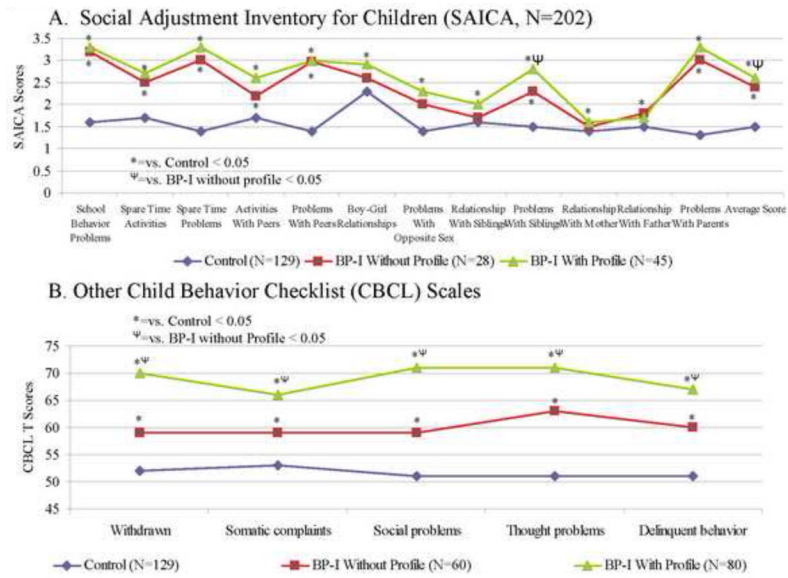 A. Social Adjustment Inventory for Children (SAICA, N=202)
SAICA Scores
3.5
3
2.5
2
1.5
1
0.5
0
* * * * * * * * *Ψ * * * *Ψ
* * * * * * * *
*=vs. Control < 0.05
Ψ=vs. BP-I without profile < 0.05
School Behavior Problems
Spare Time Activities
Spare Time Problems
Activities With Peers
Problems With Peers
Boy-Girl Relationships
Problems With Opposite Sex
Relationship With Siblings
Problems With Siblings
Relationship With Mother
Relationship With Father
Problems With Parents
Average Score
Control (N=129) BP-I Without Profile (N=28) BP-I With Profile (N=45)
B. Other Child Behavior Checklist (CBCL) Scales
*=vs. Control < 0.05
Ψ=vs. BP-I without Profile < 0.05
CBCL T Scores
75
70
65
60
55
50
45
*Ψ *Ψ *Ψ *Ψ *Ψ
* * * * *
Withdrawn Somatic complaints Social problems Thought problems Delinquent behavior
Control (N=129) BP-I Without Profile (N=60) BP-I With Profile (N=80)